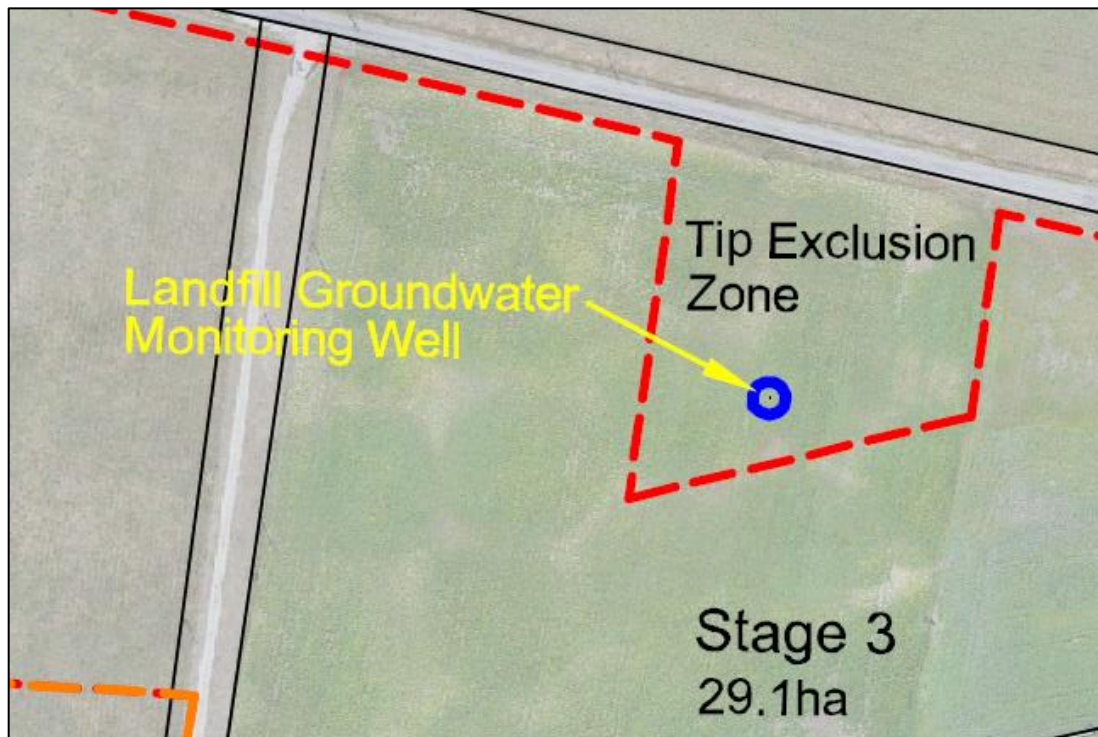 Tip Exclusion
Zone
Landfill Groundwater
Monitoring Well
Stage 3
29.1ha